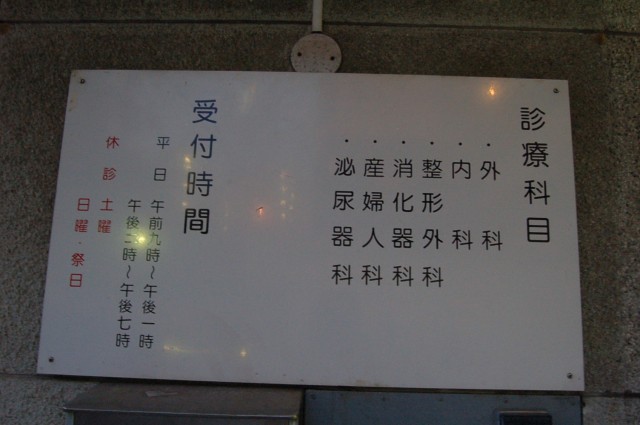 診療科目
・外科
・内科
・整形外科
・消化器科
・産婦人科
・泌尿器科
受付時間
平日 午前九時～午後一時
午後二時～午後七時
休診 土曜
日曜・祭日